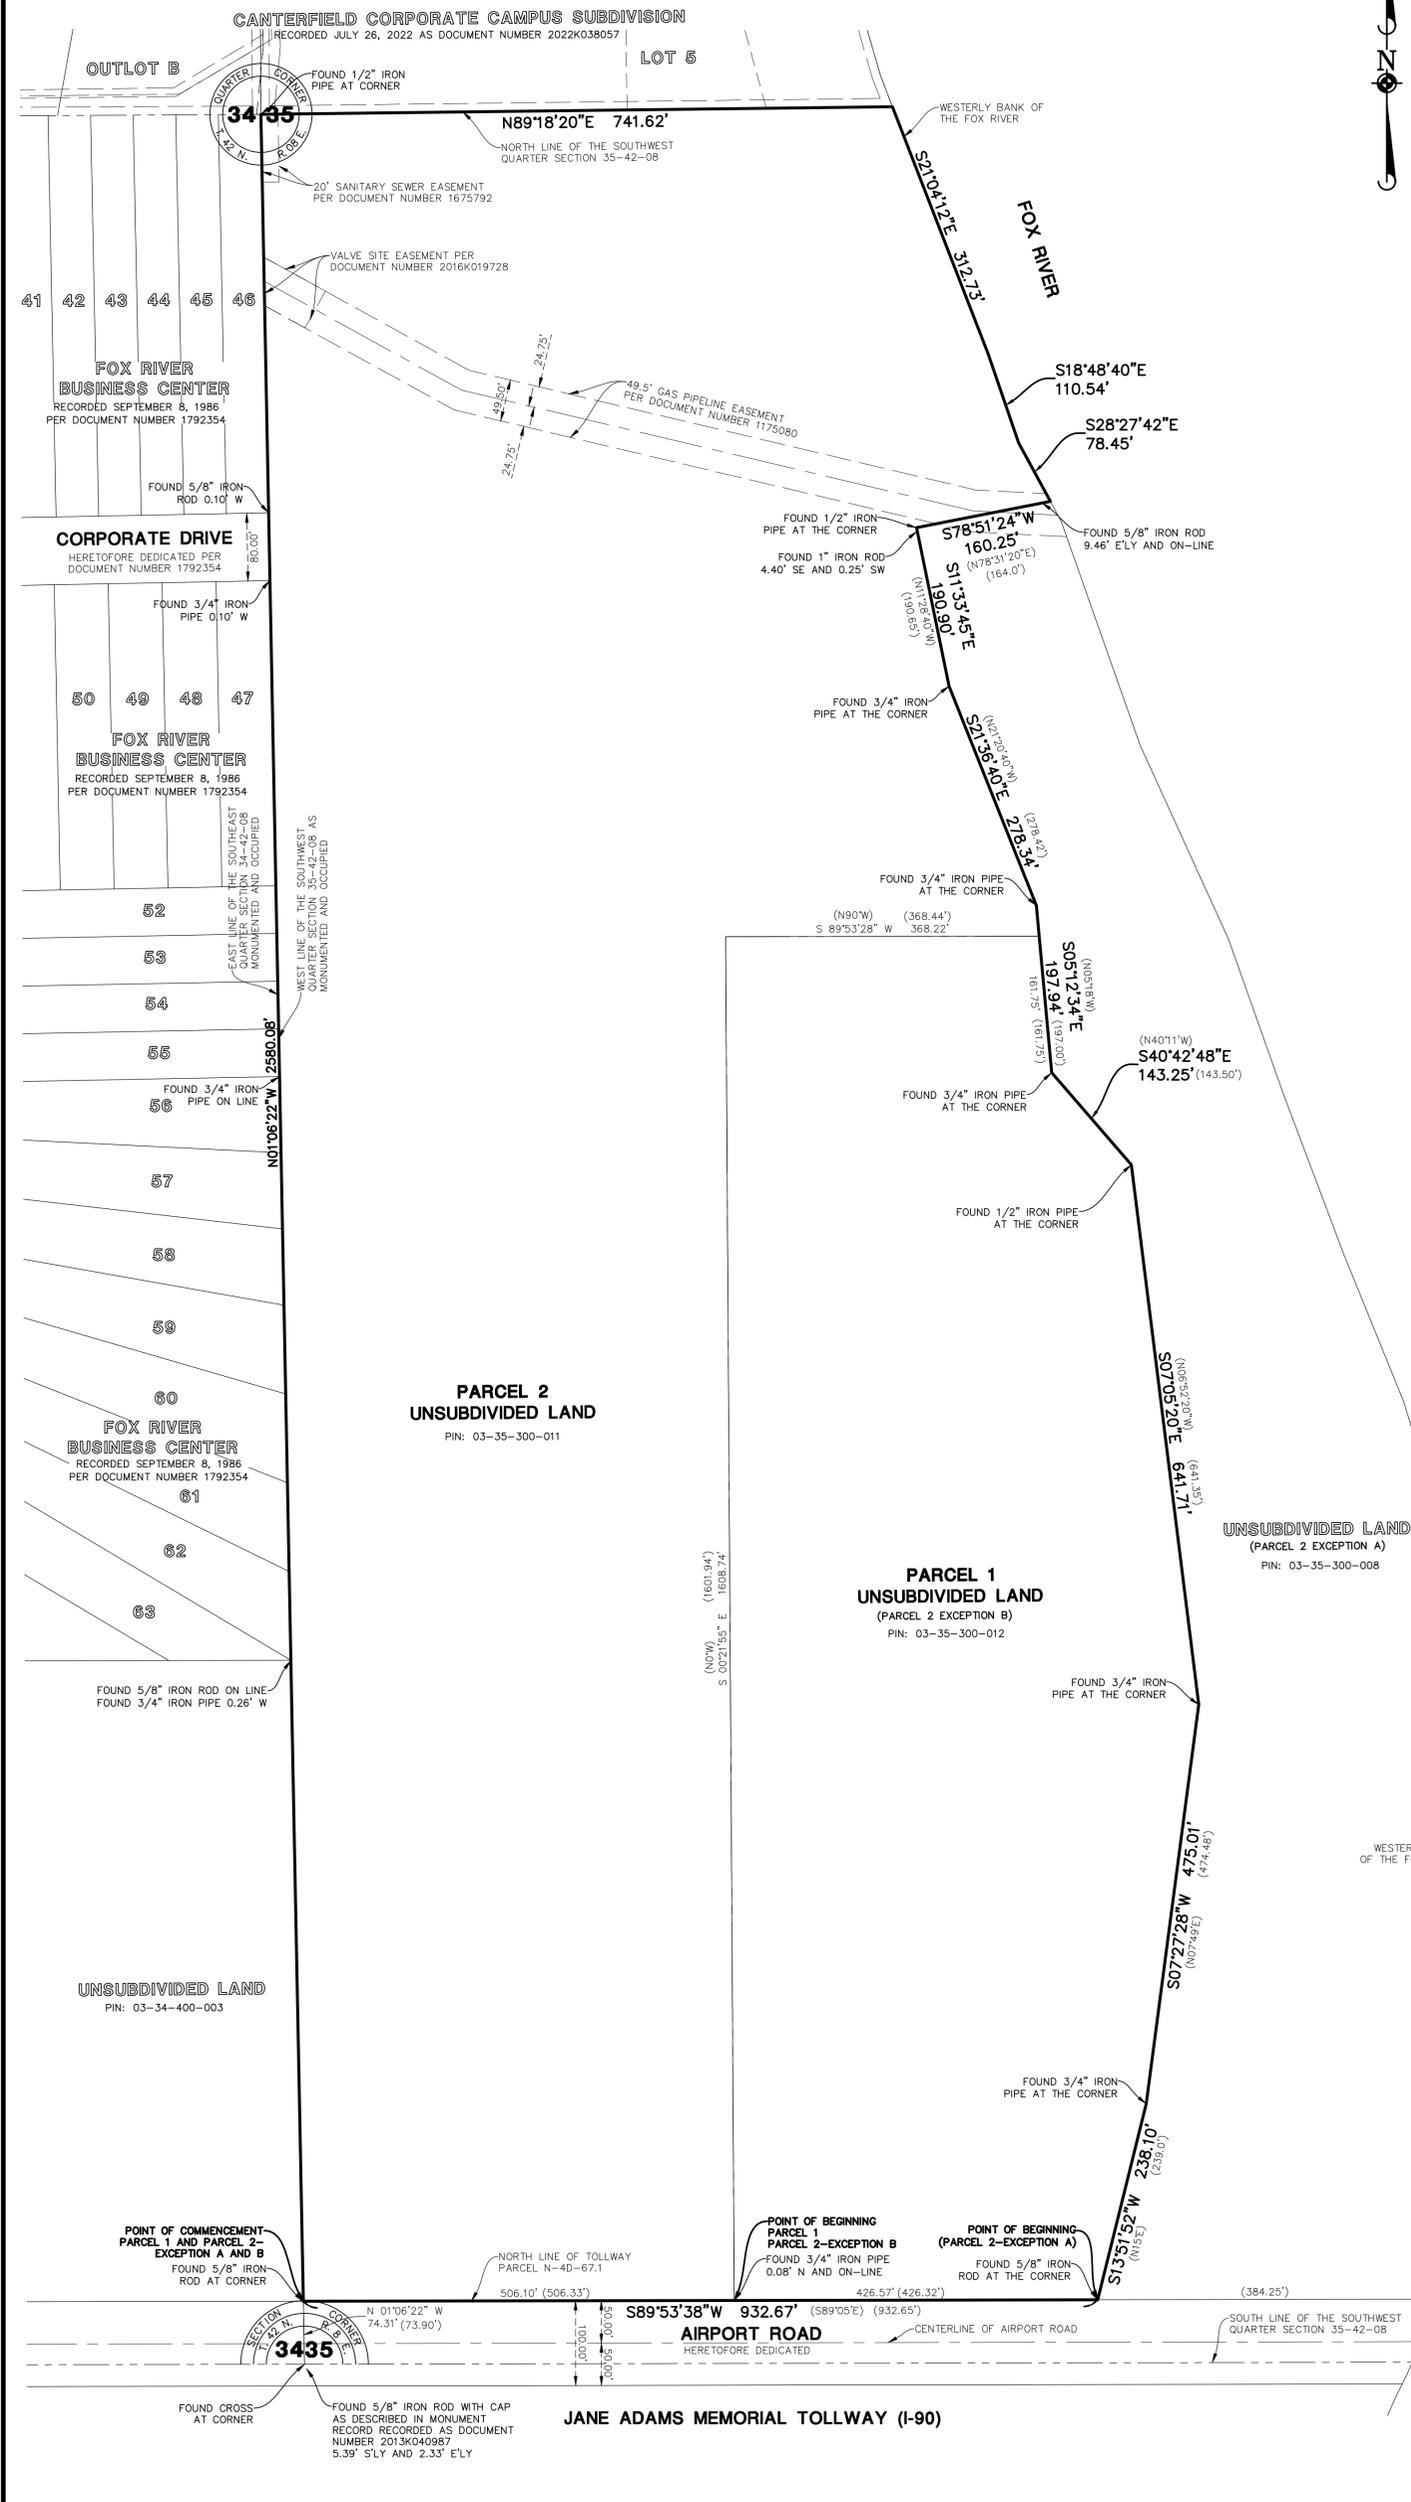 CANTERFIELD CORPORATE CAMPUS SUBDIVISION
RECORDED JULY 26, 2022 AS DOCUMENT NUMBER 2022K038057
OUTLOT B
LOT 5
N
FOUND 1/2" IRON
PIPE AT CORNER
QUARTER CORNER
34 35
T. 42 N. R. 08 E.
N89°18'20"E 741.62'
NORTH LINE OF THE SOUTHWEST
QUARTER SECTION 35-42-08
WESTERLY BANK OF
THE FOX RIVER
20' SANITARY SEWER EASEMENT
PER DOCUMENT NUMBER 1675792
S21°04'12"E 312.73'
FOX RIVER
VALVE SITE EASEMENT PER
DOCUMENT NUMBER 2016K019728
41 42 43 44 45 46
FOX RIVER
BUSINESS CENTER
RECORDED SEPTEMBER 8, 1986
PER DOCUMENT NUMBER 1792354
24.75'
49.50'
24.75'
49.5' GAS PIPELINE EASEMENT
PER DOCUMENT NUMBER 1175080
S18°48'40"E
110.54'
S28°27'42"E
78.45'
FOUND 5/8" IRON
ROD 0.10' W
CORPORATE DRIVE
HERETOFORE DEDICATED PER
DOCUMENT NUMBER 1792354
80.00'
FOUND 1/2" IRON
PIPE AT THE CORNER
FOUND 1" IRON ROD
4.40' SE AND 0.25' SW
S78°51'24"W
160.25'
(N78°31'20"E)
(164.0')
FOUND 5/8" IRON ROD
9.46' E'LY AND ON-LINE
FOUND 3/4" IRON
PIPE 0.10' W
S11°33'45"E
190.90'
(N11°28'40"W)
(190.65')
50 49 48 47
FOUND 3/4" IRON
PIPE AT THE CORNER
FOX RIVER
BUSINESS CENTER
RECORDED SEPTEMBER 8, 1986
PER DOCUMENT NUMBER 1792354
(N21°20'40"W)
S21°36'40"E 278.34'
(278.42')
EAST LINE OF THE SOUTHEAST
QUARTER SECTION 34-42-08
MONUMENTED AND OCCUPIED
WEST LINE OF THE SOUTHWEST
QUARTER SECTION 35-42-08 AS
MONUMENTED AND OCCUPIED
FOUND 3/4" IRON PIPE
AT THE CORNER
52
53
54
55
(N90°W) (368.44')
S 89°53'28" W 368.22'
(N05°18'W)
S05°12'34"E
197.94'
(197.00')
161.75' (161.75')
N01°06'22"W 2580.08'
FOUND 3/4" IRON
PIPE ON LINE
56
(N40°11'W)
S40°42'48"E
143.25' (143.50')
FOUND 3/4" IRON PIPE
AT THE CORNER
57
FOUND 1/2" IRON PIPE
AT THE CORNER
58
59
60
FOX RIVER
BUSINESS CENTER
RECORDED SEPTEMBER 8, 1986
PER DOCUMENT NUMBER 1792354
61
62
63
PARCEL 2
UNSUBDIVIDED LAND
PIN: 03-35-300-011
(N06°52'20"W)
S07°05'20"E 641.71'
(641.35')
UNSUBDIVIDED LAND
(PARCEL 2 EXCEPTION A)
PIN: 03-35-300-008
PARCEL 1
UNSUBDIVIDED LAND
(PARCEL 2 EXCEPTION B)
PIN: 03-35-300-012
(N0°W) (1601.94')
S 00°21'55" E 1608.74'
FOUND 5/8" IRON ROD ON LINE
FOUND 3/4" IRON PIPE 0.26' W
FOUND 3/4" IRON
PIPE AT THE CORNER
WESTER
OF THE F
S07°27'28"W 475.01'
(N07°49'E) (474.48')
UNSUBDIVIDED LAND
PIN: 03-34-400-003
FOUND 3/4" IRON
PIPE AT THE CORNER
S13°51'52"W 238.10'
(N15°E) (239.0')
POINT OF COMMENCEMENT
PARCEL 1 AND PARCEL 2-
EXCEPTION A AND B
FOUND 5/8" IRON
ROD AT CORNER
NORTH LINE OF TOLLWAY
PARCEL N-4D-67.1
POINT OF BEGINNING
PARCEL 1
PARCEL 2-EXCEPTION B
FOUND 3/4" IRON PIPE
0.08' N AND ON-LINE
POINT OF BEGINNING
(PARCEL 2-EXCEPTION A)
FOUND 5/8" IRON
ROD AT THE CORNER
506.10' (506.33')
426.57' (426.32')
(384.25')
N 01°06'22" W
74.31' (73.90')
S89°53'38"W 932.67' (S89°05'E) (932.65')
AIRPORT ROAD
HERETOFORE DEDICATED
50.00'
100.00'
50.00'
CENTERLINE OF AIRPORT ROAD
SOUTH LINE OF THE SOUTHWEST
QUARTER SECTION 35-42-08
SECTION CORNER
T. 42 N. R. 8 E.
3435
FOUND CROSS
AT CORNER
FOUND 5/8" IRON ROD WITH CAP
AS DESCRIBED IN MONUMENT
RECORD RECORDED AS DOCUMENT
NUMBER 2013K040987
5.39' S'LY AND 2.33' E'LY
JANE ADAMS MEMORIAL TOLLWAY (I-90)